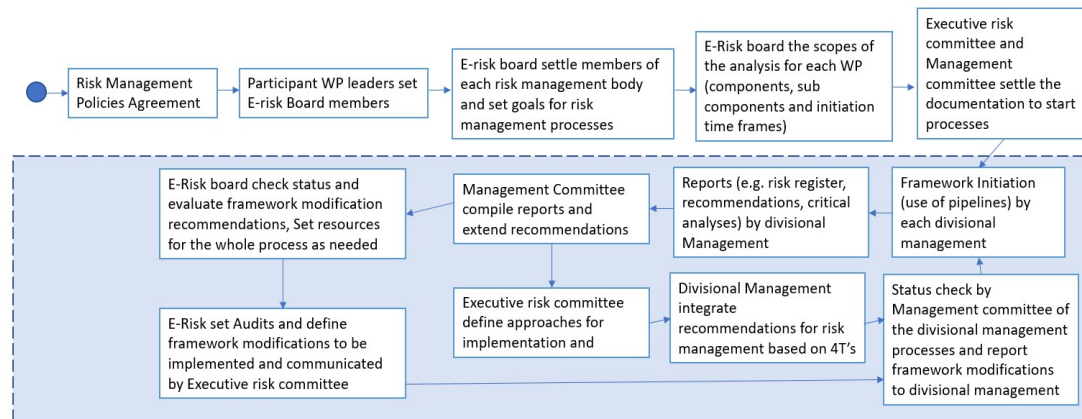 Risk Management
Policies Agreement
Participant WP leaders set
E-risk Board members
E-risk board settle members of
each risk management body
and set goals for risk
management processes
E-Risk board the scopes of
the analysis for each WP
(components, sub
components and initiation
time frames)
Executive risk
committee and
Management
committee settle the
documentation to start
processes
E-Risk board check status and
evaluate framework modification
recommendations, Set resources
for the whole process as needed
Management Committee
compile reports and
extend recommendations
Reports (e.g. risk register,
recommendations, critical
analyses) by divisional
Management
Framework Initiation
(use of pipelines) by
each divisional
management
E-Risk set Audits and define
framework modifications to be
implemented and communicated
by Executive risk committee
Executive risk committee
define approaches for
implementation and
Divisional Management
integrate
recommendations for risk
management based on 4T's
Status check by
Management committee of
the divisional management
processes and report
framework modifications
to divisional management